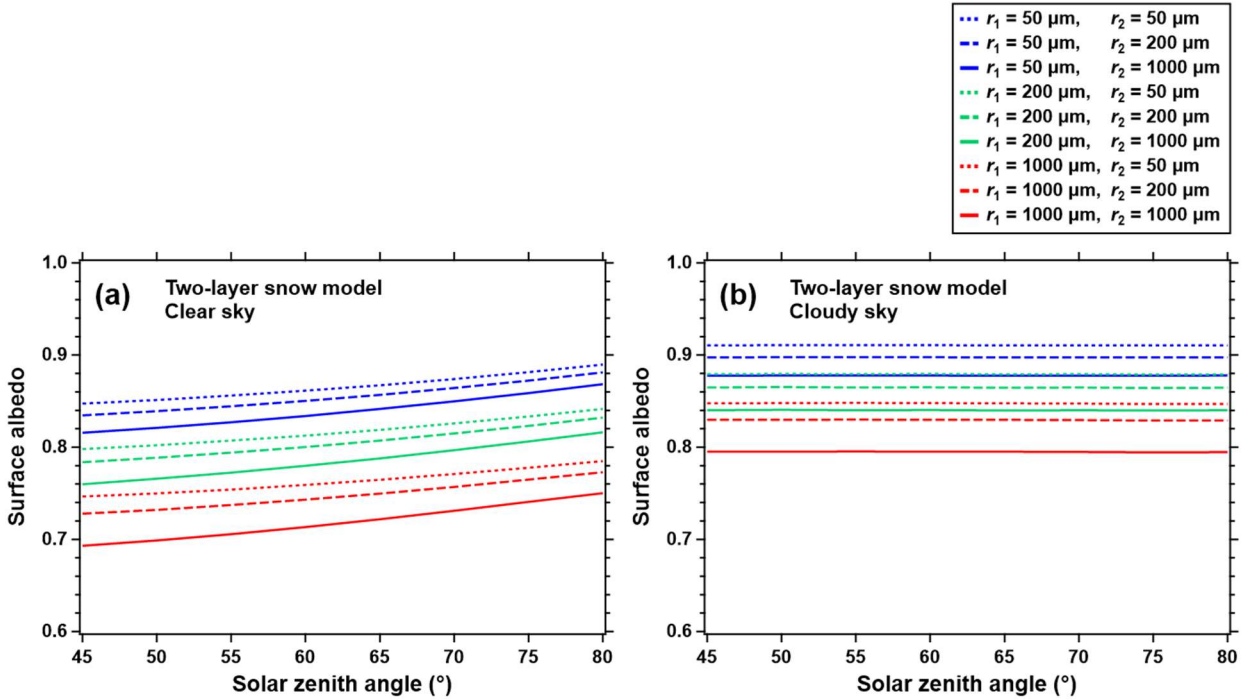 r1 = 50 μm, r2 = 50 μm
r1 = 50 μm, r2 = 200 μm
r1 = 50 μm, r2 = 1000 μm
r1 = 200 μm, r2 = 50 μm
r1 = 200 μm, r2 = 200 μm
r1 = 200 μm, r2 = 1000 μm
r1 = 1000 μm, r2 = 50 μm
r1 = 1000 μm, r2 = 200 μm
r1 = 1000 μm, r2 = 1000 μm
(a) Two-layer snow model
Clear sky
Surface albedo
1.0
0.9
0.8
0.7
0.6
45 50 55 60 65 70 75 80
Solar zenith angle (°)
(b) Two-layer snow model
Cloudy sky
Surface albedo
1.0
0.9
0.8
0.7
0.6
45 50 55 60 65 70 75 80
Solar zenith angle (°)